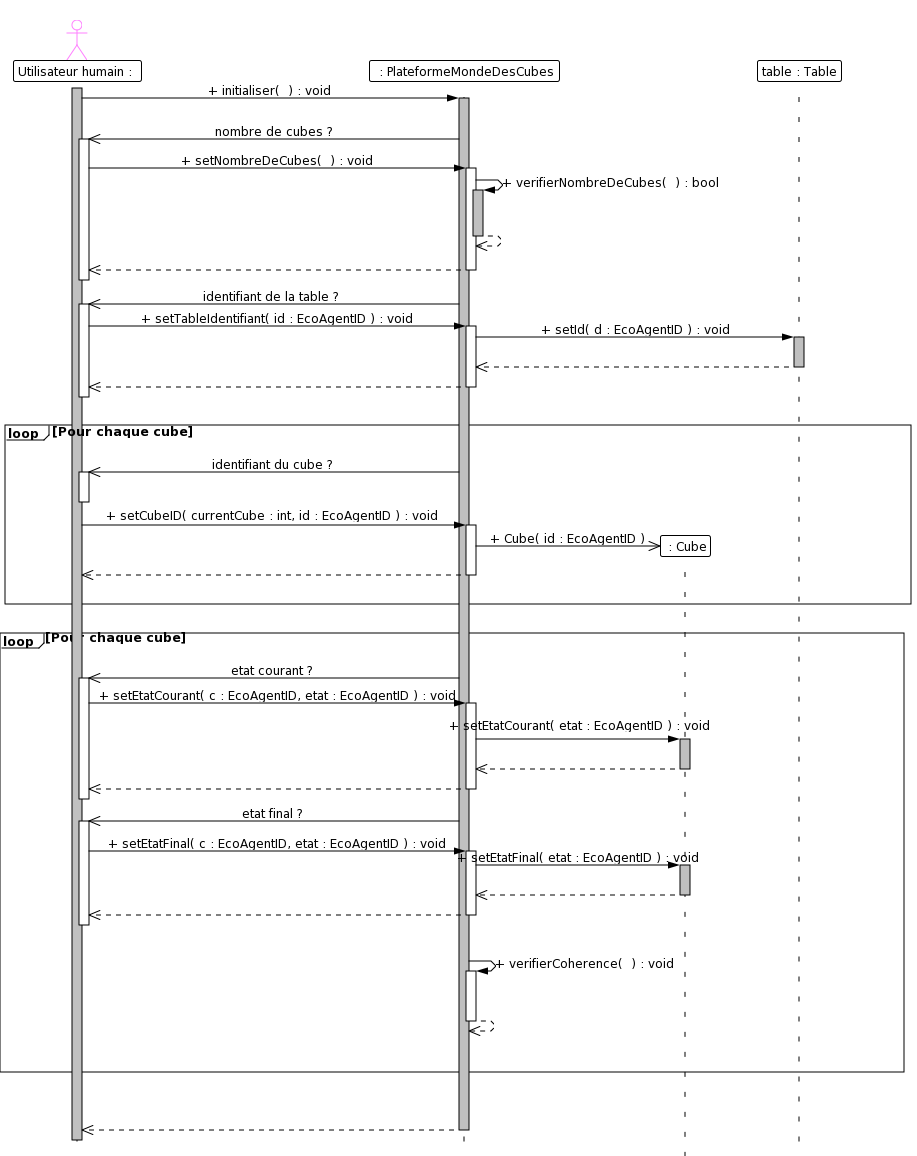 Utilisateur humain :
: PlateformeMondeDesCubes
table : Table
+ initialiser(  ) : void
nombre de cubes ?
+ setNombreDeCubes(  ) : void
+ verifierNombreDeCubes(  ) : bool
identifiant de la table ?
+ setTableIdentifiant( id : EcoAgentID ) : void
+ setId( d : EcoAgentID ) : void
loop [Pour chaque cube]
identifiant du cube ?
+ setCubeID( currentCube : int, id : EcoAgentID ) : void
+ Cube( id : EcoAgentID )
: Cube
loop [Pour chaque cube]
etat courant ?
+ setEtatCourant( c : EcoAgentID, etat : EcoAgentID ) : void
+ setEtatCourant( etat : EcoAgentID ) : void
etat final ?
+ setEtatFinal( c : EcoAgentID, etat : EcoAgentID ) : void
+ setEtatFinal( etat : EcoAgentID ) : void
+ verifierCoherence(  ) : void